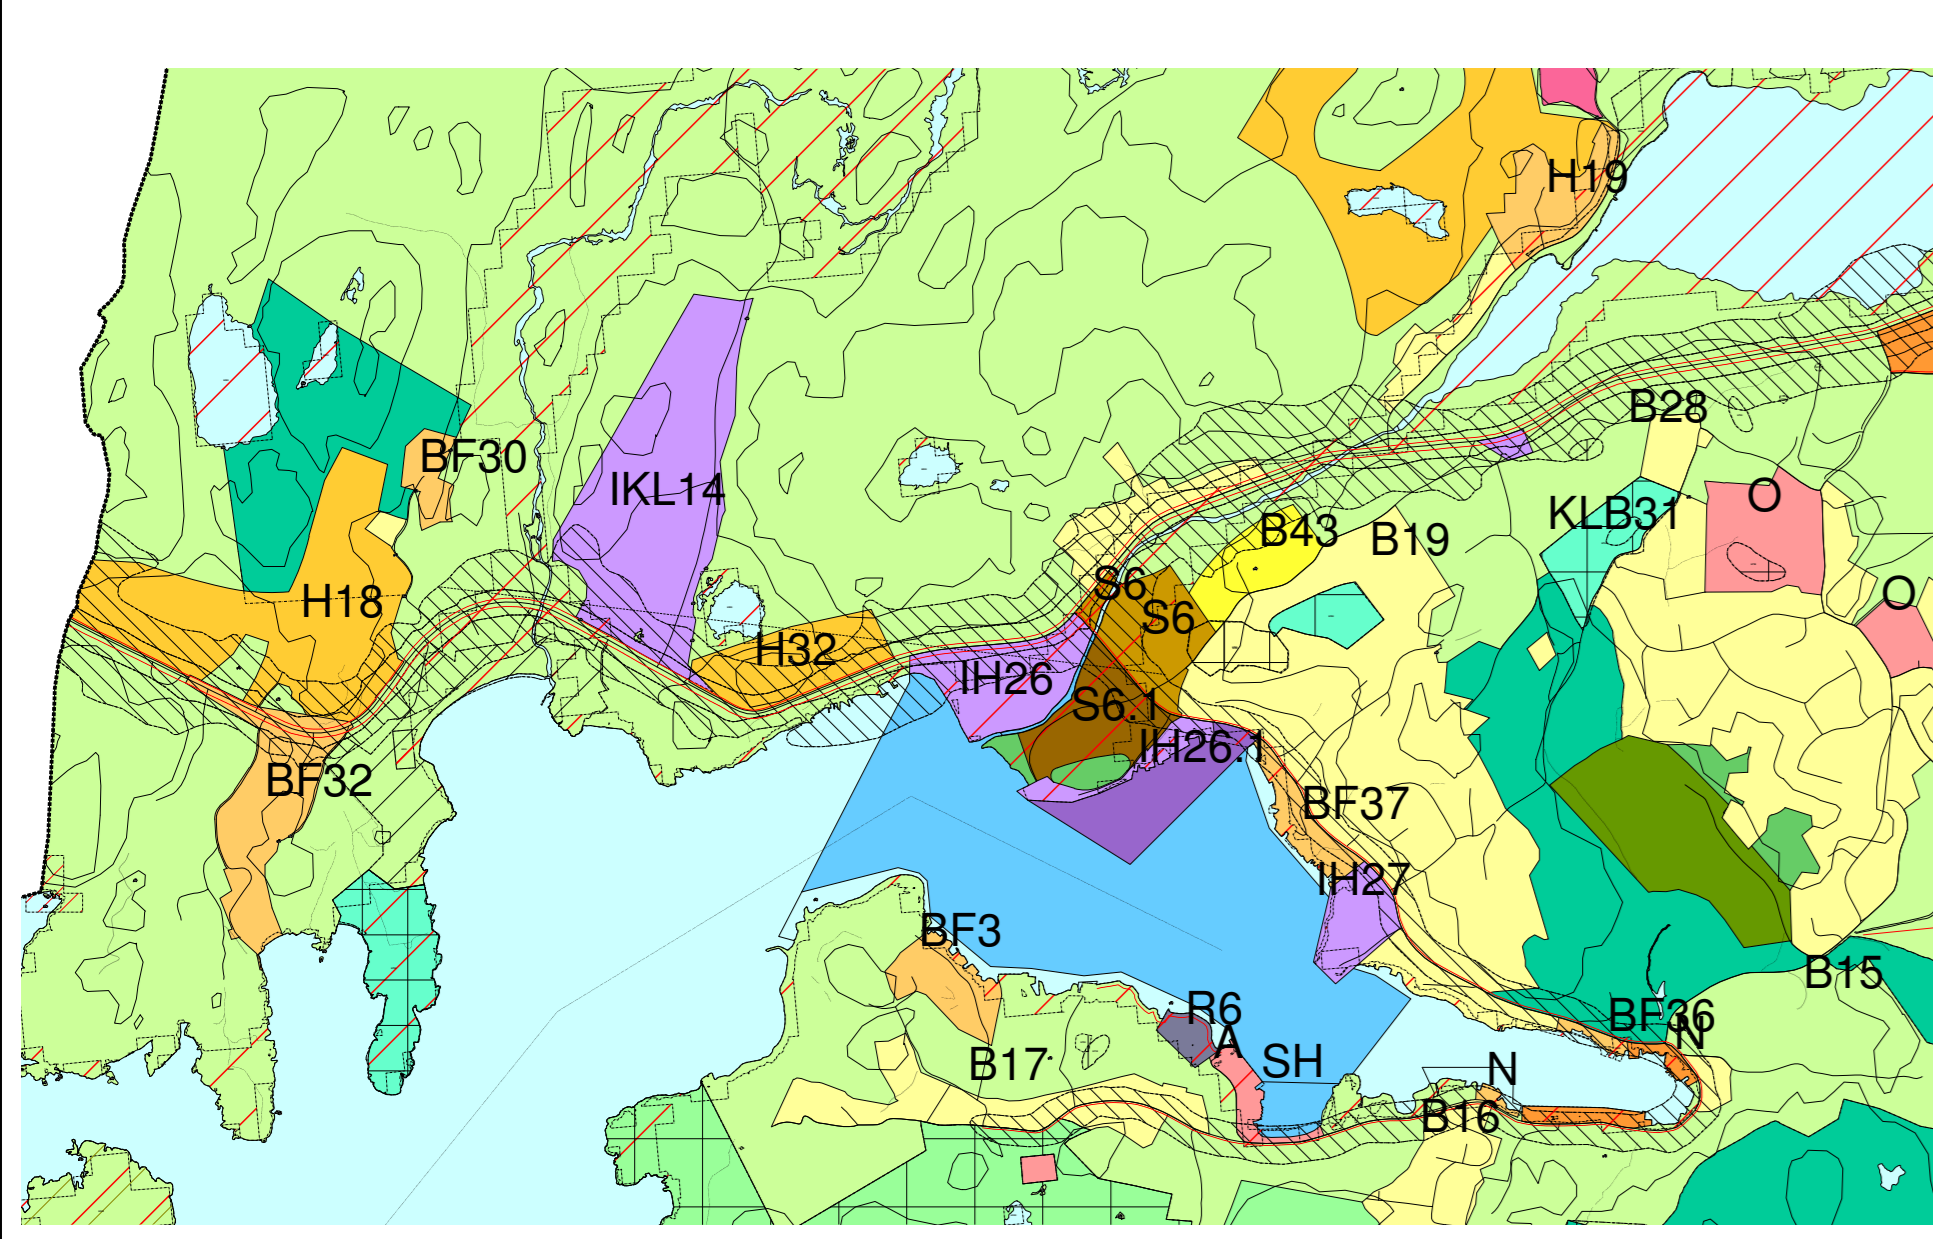 H19
B28
BF30
IKL14
O
KLB31
B43
B19
S6
S6
O
H18
H32
IH26
S6.1
IH26.1
BF32
BF37
IH27
BF3
B15
R6
BF36
N
A
B17
SH
N
B16